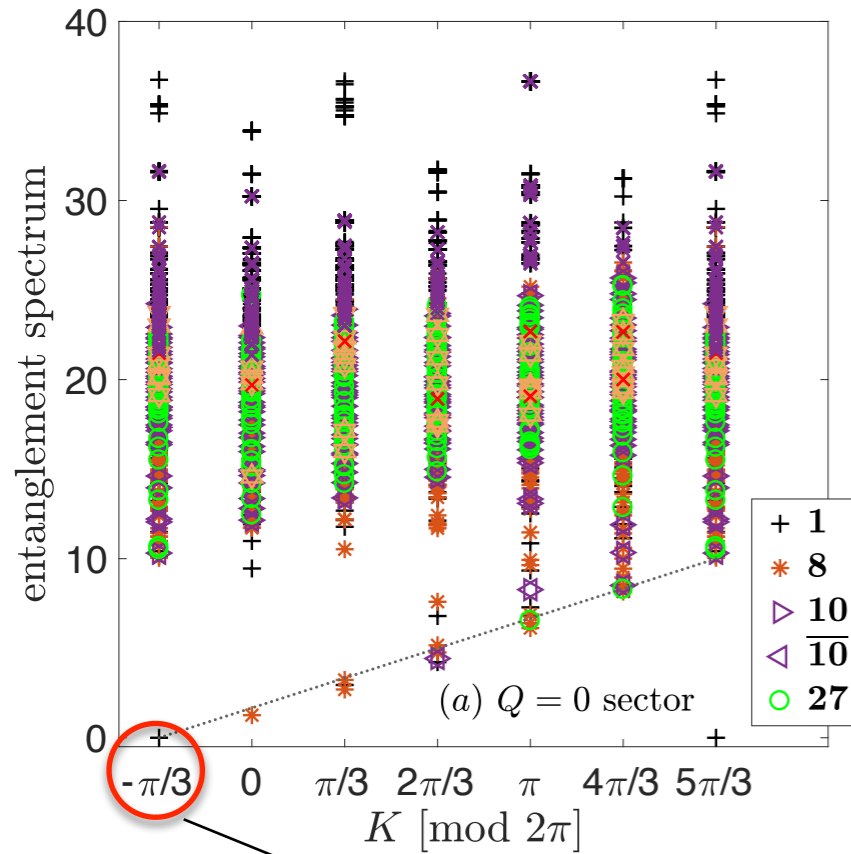 40
30
20
10
0
entanglement spectrum
1
8
10
10
27
(a) Q = 0 sector
-π/3 0 π/3 2π/3 π 4π/3 5π/3
K [mod 2π]